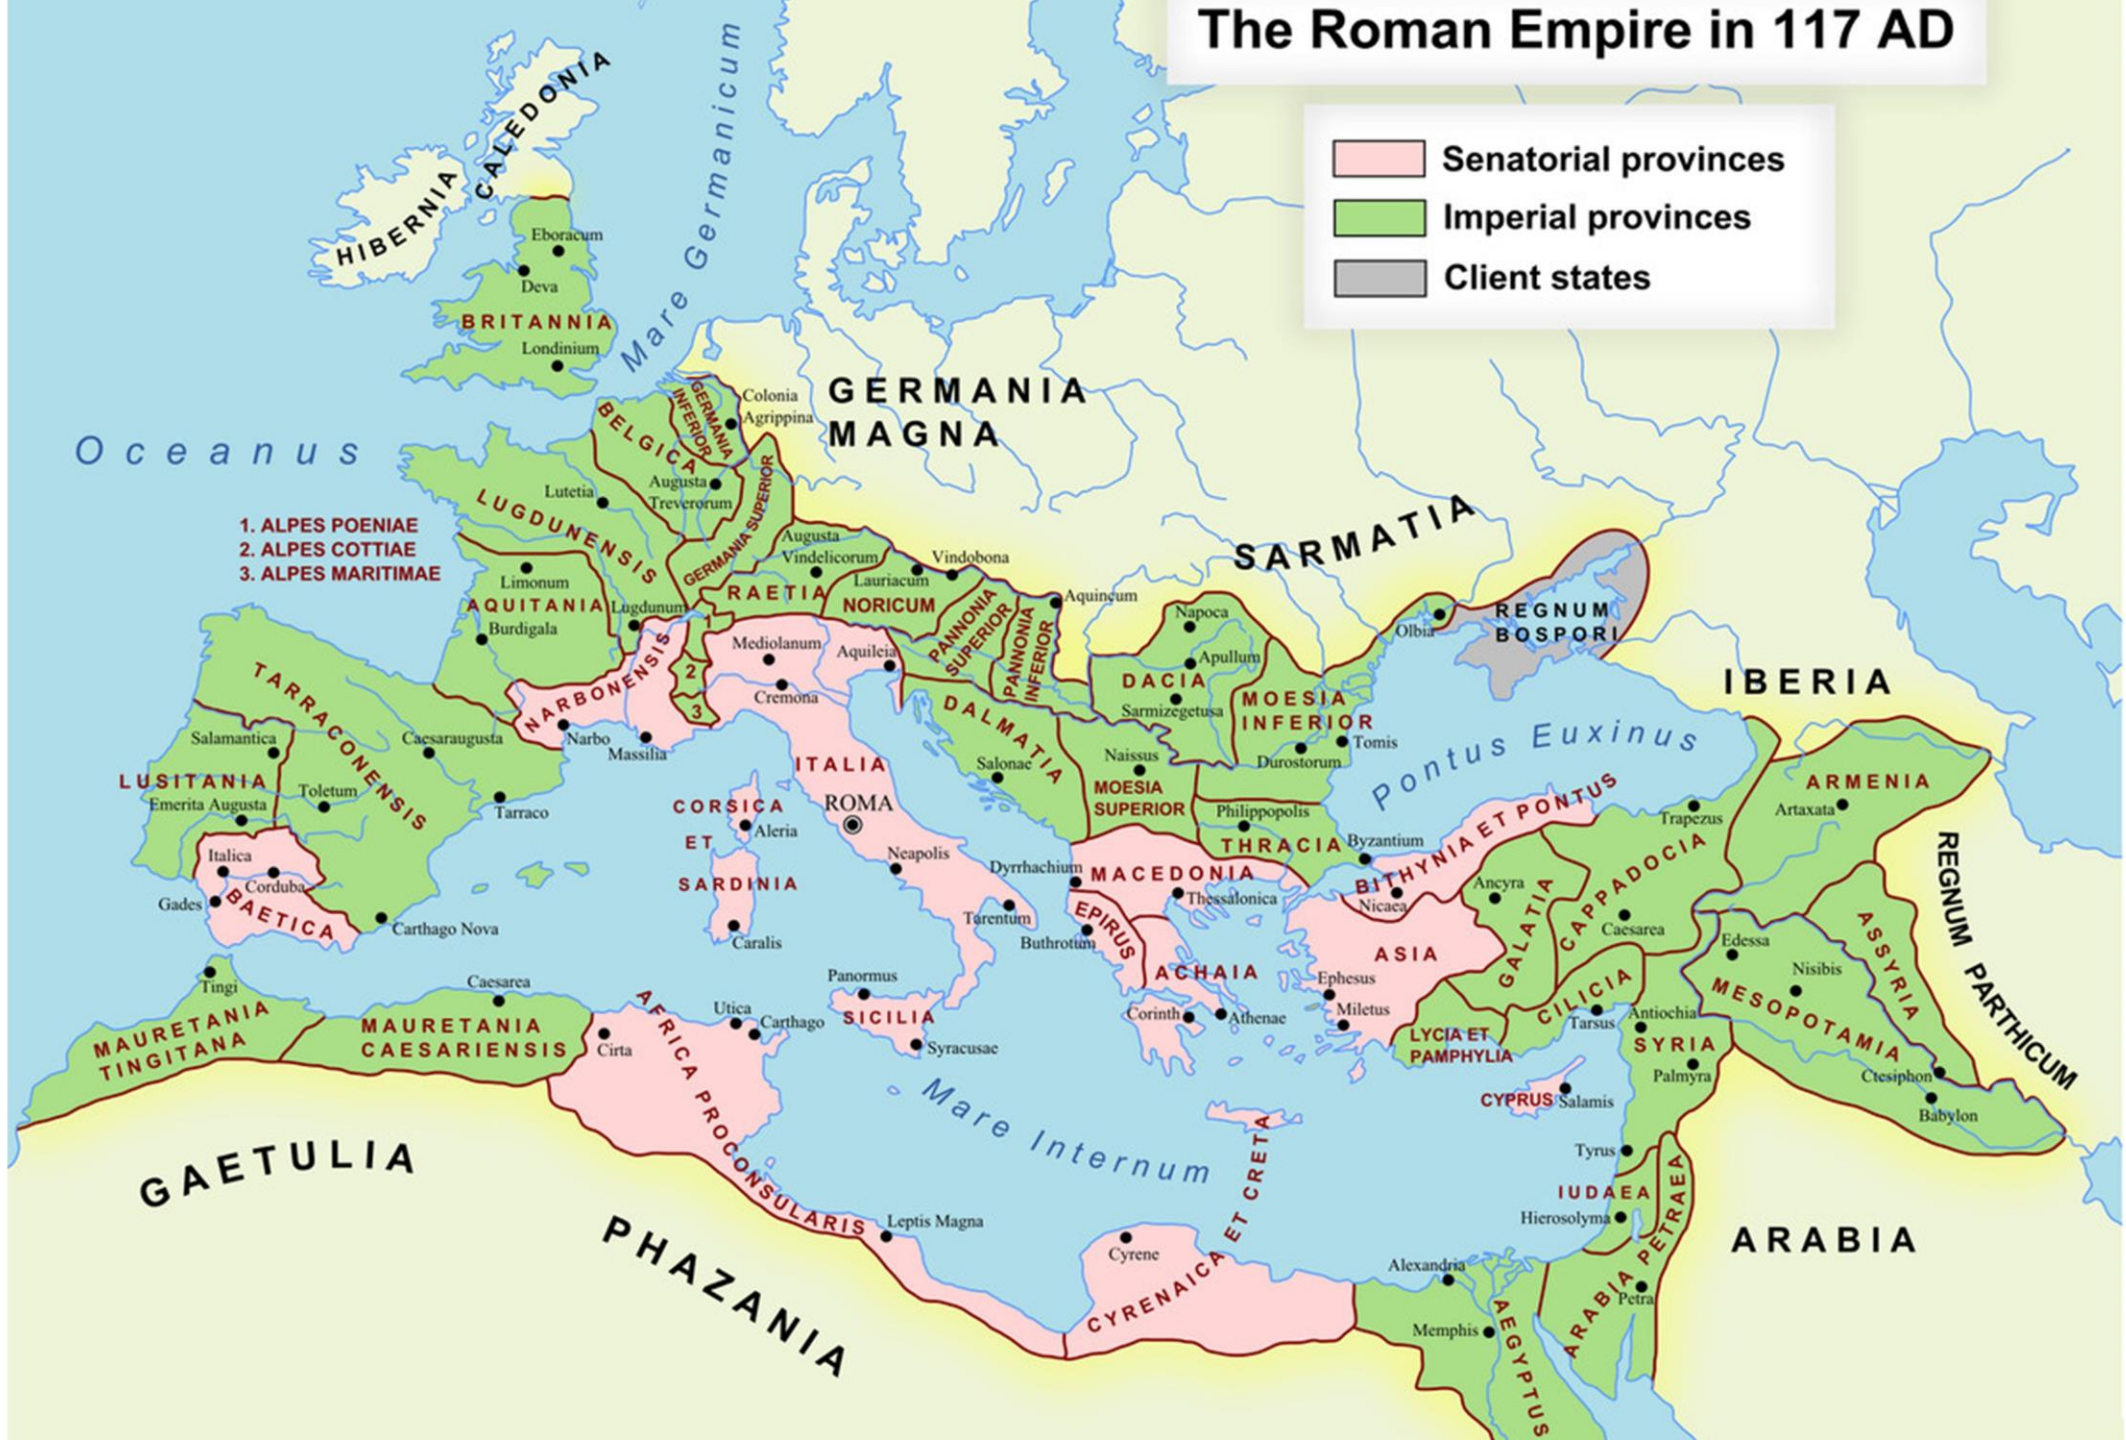 The Roman Empire in 117 AD
Senatorial provinces
Imperial provinces
Client states
CALEDONIA
HIBERNIA
Mare Germanicum
Eboracum
Deva
BRITANNIA
Londinium
Oceanus
GERMANIA
MAGNA
Colonia
Agrippina
GERMANIA
INFERIOR
BELGICA
Augusta
Treverorum
Lutetia
LUGDUNENSIS
GERMANIA SUPERIOR
1. ALPES POENIAE
2. ALPES COTTIAE
3. ALPES MARITIMAE
Limonum
AQUITANIA
Burdigala
Lugdunum
Augusta
Vindelicorum
RAETIA
Lauriacum
NORICUM
Vindobona
PANNONIA
SUPERIOR
PANNONIA
INFERIOR
Aquincum
SARMATIA
Napoca
Apullum
DACIA
Sarmizegetusa
MOESIA
INFERIOR
Durostorum
Tomis
Olbia
REGNUM
BOSPORI
IBERIA
1
2
3
Mediolanum
Aquileia
Cremona
NARBONENSIS
Narbo
Massilia
TARRACONENSIS
Salamantica
Caesaraugusta
LUSITANIA
Toletum
Emerita Augusta
Tarraco
Italica
Corduba
Gades
BAETICA
Carthago Nova
ITALIA
ROMA
CORSICA
ET
SARDINIA
Aleria
Caralis
Neapolis
Tarentum
DALMATIA
Salonae
Naissus
MOESIA
SUPERIOR
Philippopolis
THRACIA
Byzantium
Pontus Euxinus
Dyrrhachium
MACEDONIA
Thessalonica
EPIRUS
Buthrotum
ACHAIA
Corinth
Athenae
BITHYNIA ET PONTUS
Nicaea
Ancyra
GALATIA
CAPPADOCIA
Trapezus
Caesarea
ARMENIA
Artaxata
REGNUM PARTHICUM
ASSYRIA
Edessa
Nisibis
MESOPOTAMIA
Ctesiphon
Babylon
ASIA
Ephesus
Miletus
LYCIA ET
PAMPHYLIA
CILICIA
Tarsus
Antiochia
SYRIA
Palmyra
CYPRUS
Salamis
Tyrus
IUDAEA
Hierosolyma
ARABIA PETRAEA
Petra
ARABIA
Tingi
MAURETANIA
TINGITANA
Caesarea
MAURETANIA
CAESARIENSIS
Cirta
Utica
Carthago
AFRICA PROCONSULARIS
Panormus
SICILIA
Syracusae
Mare Internum
GAETULIA
PHAZANIA
Leptis Magna
Cyrene
CYRENAICA ET CRETA
Alexandria
Memphis
AEGYPTUS